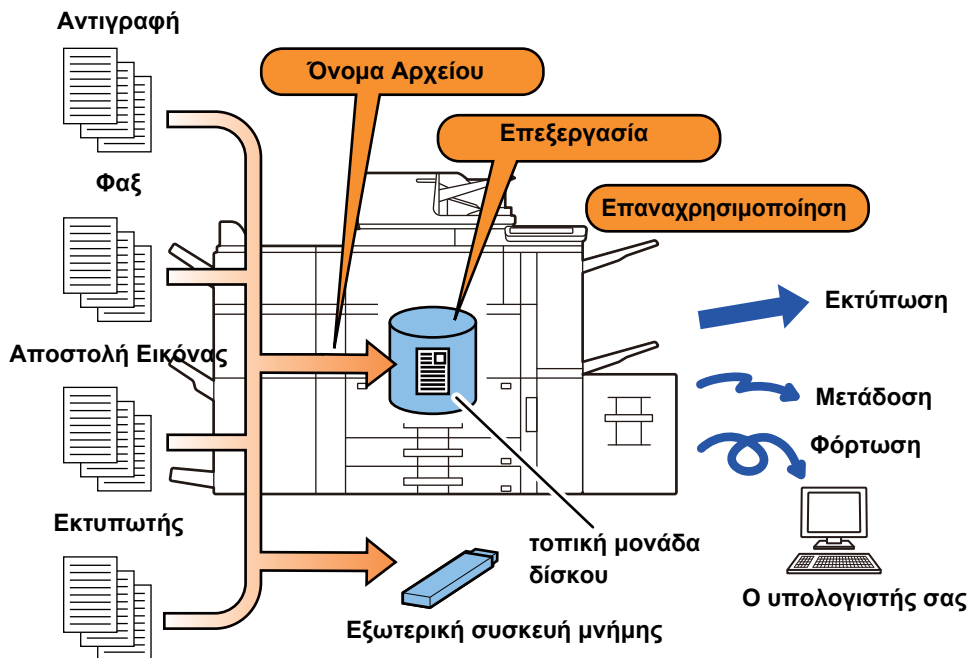 Αντιγραφή
Όνομα Αρχείου
Επεξεργασία
Φαξ
Επαναχρησιμοποίηση
Εκτύπωση
Αποστολή Εικόνας
Μετάδοση
Φόρτωση
Εκτυπωτής
τοπική μονάδα
δίσκου
Ο υπολογιστής σας
Εξωτερική συσκευή μνήμης